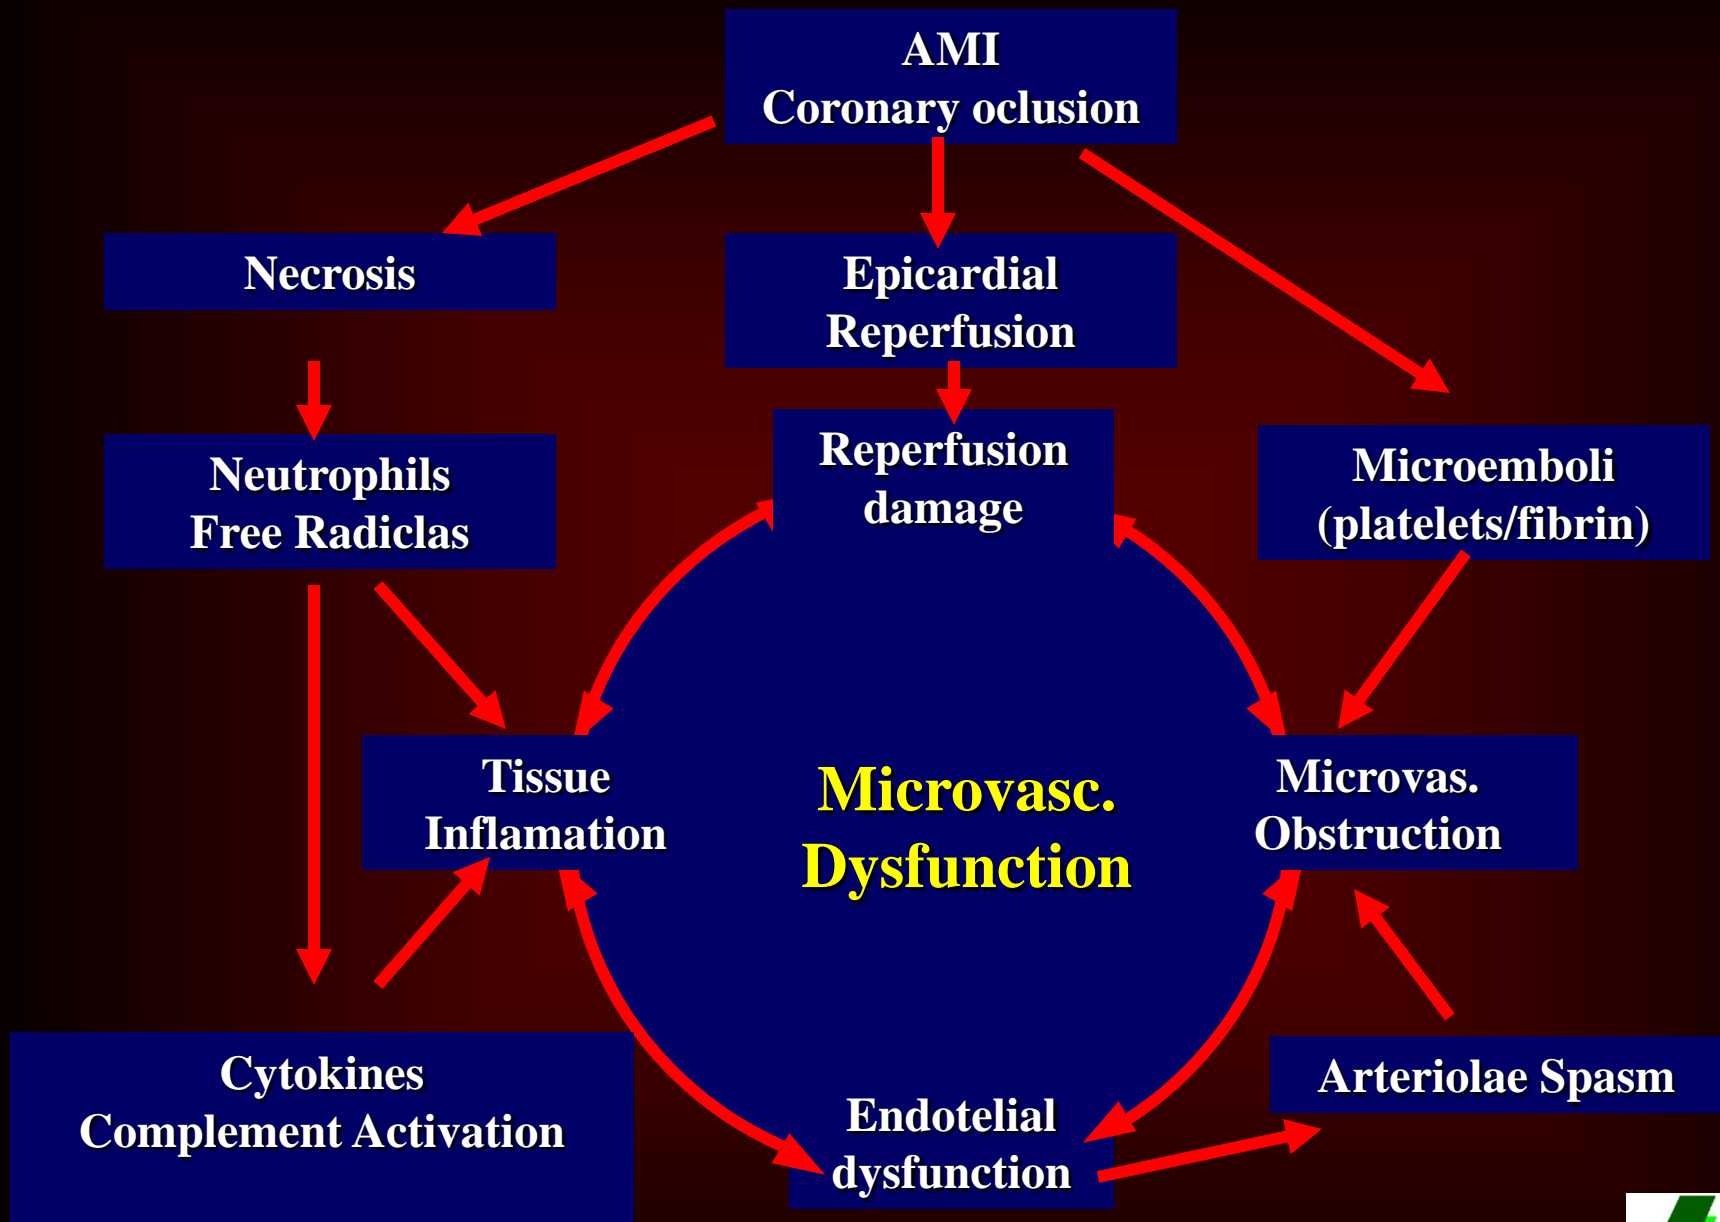 AMI
Coronary oclusion
Necrosis
Epicardial
Reperfusion
Neutrophils
Free Radiclas
Reperfusion
damage
Microemboli
(platelets/fibrin)
Tissue
Inflamation
Microvasc.
Dysfunction
Microvas.
Obstruction
Cytokines
Complement Activation
Endotelial
dysfunction
Arteriolae Spasm